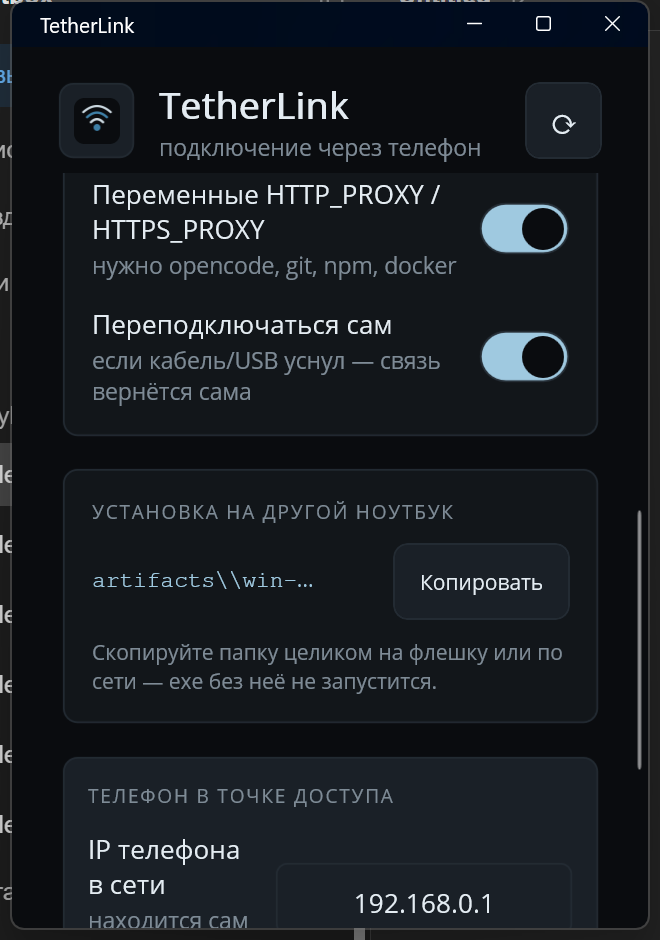 TetherLink
TetherLink
подключение через телефон
Переменные HTTP_PROXY /
HTTPS_PROXY
нужно opencode, git, npm, docker
Переподключаться сам
если кабель/USB уснул — связь
вернётся сама
УСТАНОВКА НА ДРУГОЙ НОУТБУК
artifacts\\win-…
Копировать
Скопируйте папку целиком на флешку или по
сети — exe без неё не запустится.
ТЕЛЕФОН В ТОЧКЕ ДОСТУПА
IP телефона
в сети
192.168.0.1
находится сам